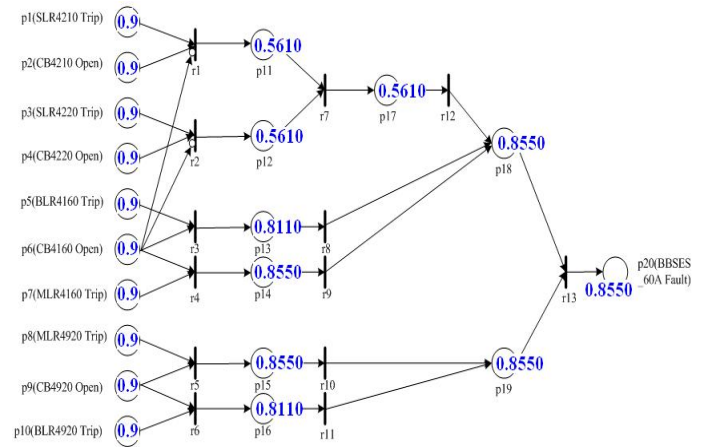 p1(SLR4210 Trip)
0.9
p2(CB4210 Open)
0.9
r1
0.5610
p11
p3(SLR4220 Trip)
0.9
p4(CB4220 Open)
0.9
r2
0.5610
p12
r7
0.5610
p17
r12
0.8550
p18
p5(BLR4160 Trip)
0.9
p6(CB4160 Open)
0.9
p7(MLR4160 Trip)
0.9
r3
0.8110
p13
r8
r4
0.8550
p14
r9
r13
0.8550
p20(BBSES
_60A Fault)
p8(MLR4920 Trip)
0.9
p9(CB4920 Open)
0.9
p10(BLR4920 Trip)
0.9
r5
0.8550
p15
r10
r6
0.8110
p16
r11
0.8550
p19